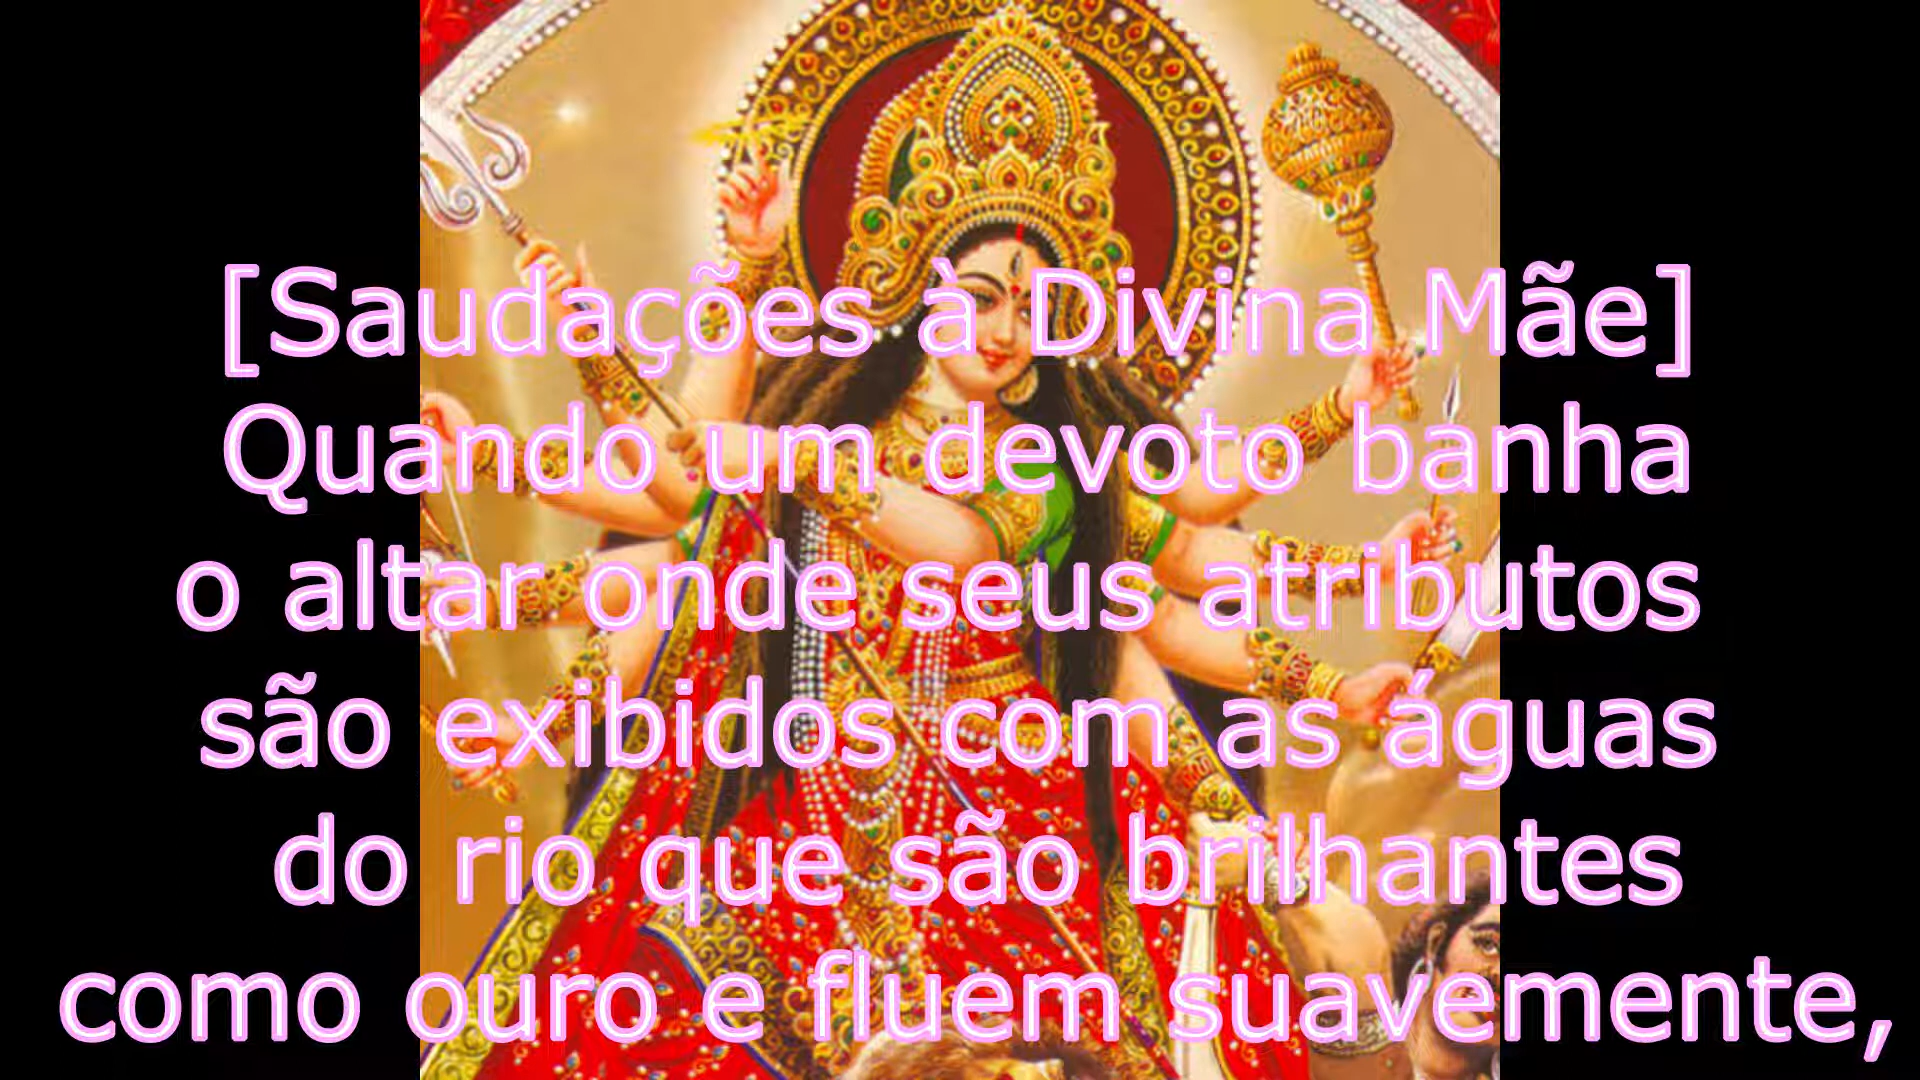 [Saudações à Divina Mãe]
Quando um devoto banha
o altar onde seus atributos
são exibidos com as águas
do rio que são brilhantes
como ouro e fluem suavemente,